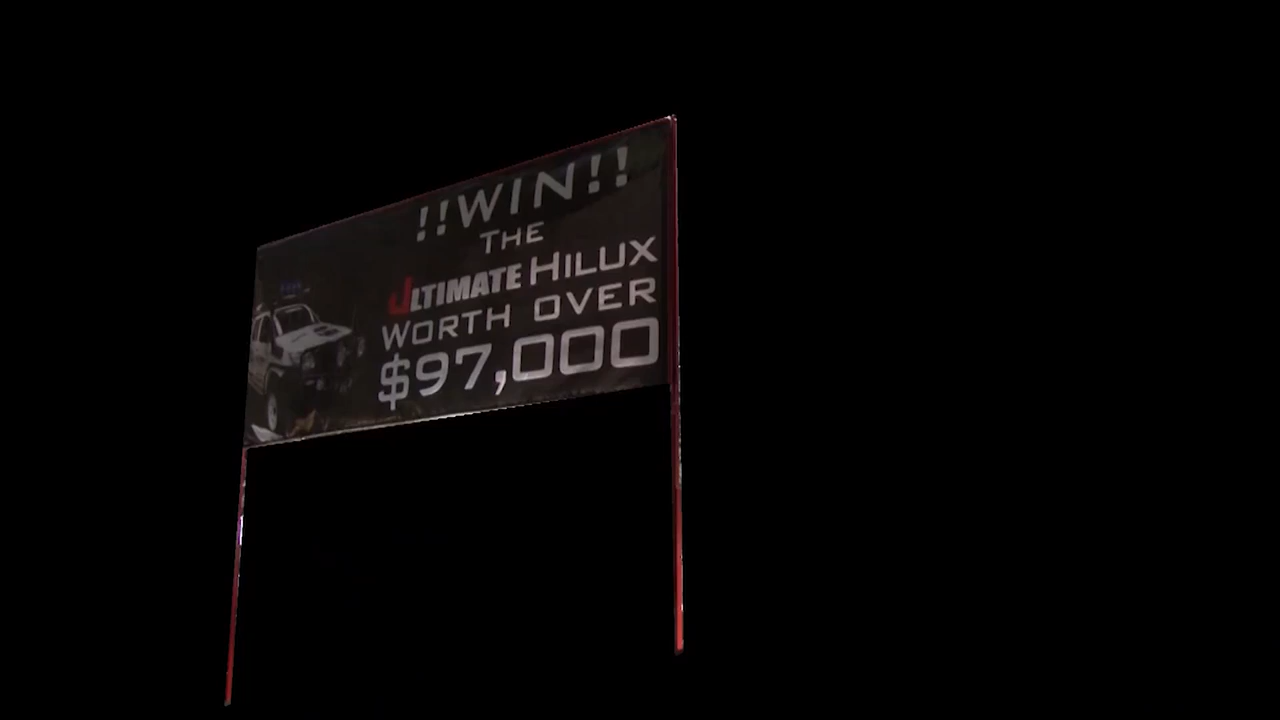 !!WIN!!
THE
ULTIMATE HILUX
WORTH OVER
$97,000